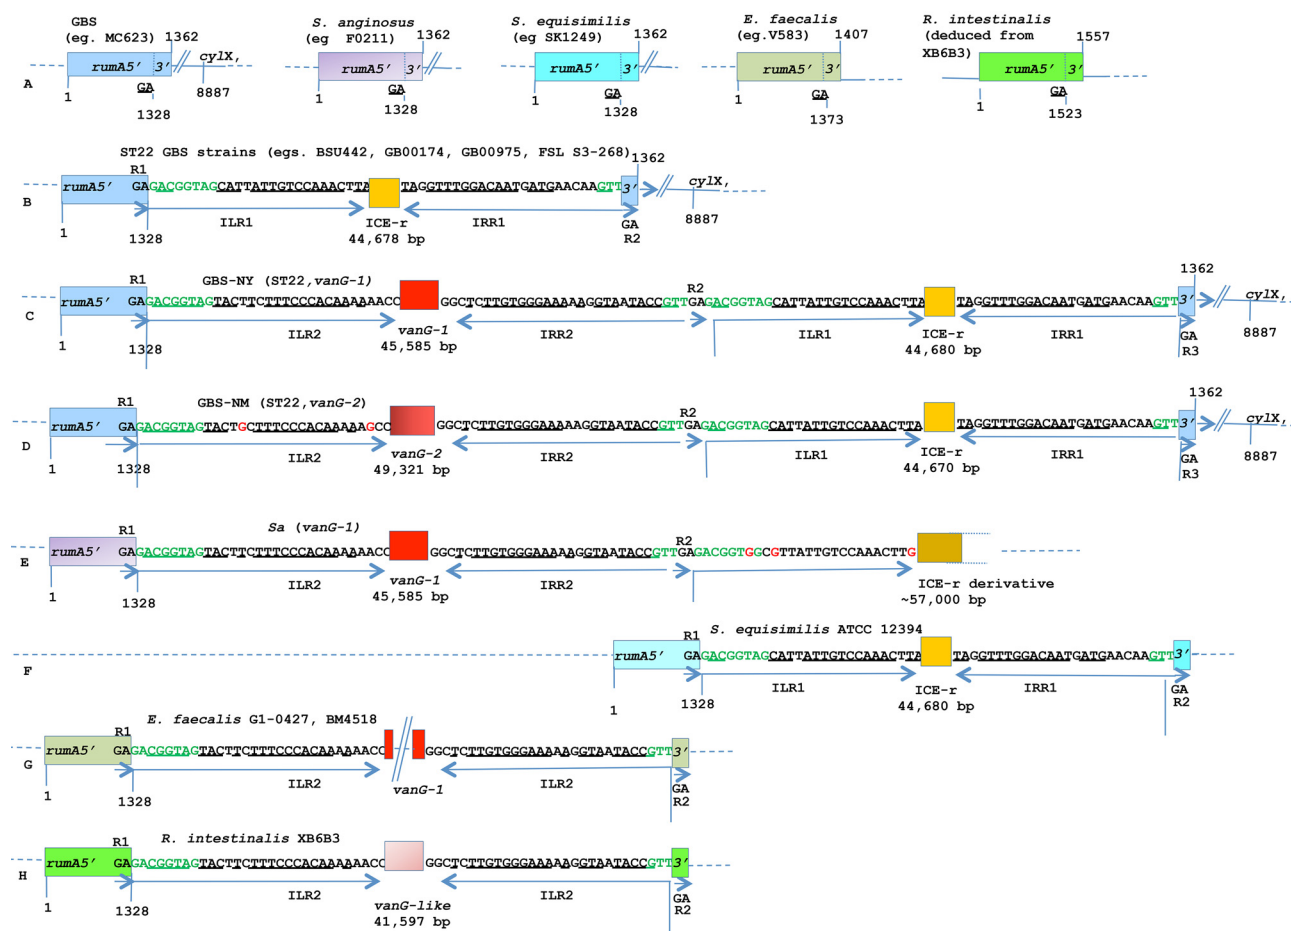 GBS
(eg. MC623)
1362
cylX,
rumA5' 3'
GA
1 1328 8887
S. anginosus
(eg F0211)
1362
rumA5' 3'
GA
1 1328
S. equisimilis
(eg SK1249)
1362
rumA5' 3'
GA
1 1328
E. faecalis
(eg.V583)
1407
rumA5' 3'
GA
1 1373
R. intestinalis
(deduced from
XB6B3)
1557
rumA5' 3'
GA
1 1523
A
ST22 GBS strains (egs. BSU442, GB00174, GB00975, FSL S3-268)
1362
R1
rumA5' GAGACGGTAGCATTATTGTCCAAACTTA TAGGTTTGGACAATGATGAACAAGTT 3' cylX,
B
ILR1 ICE-r IRR1 GA
1 1328 44,678 bp R2 8887
GBS-NY (ST22,vanG-1)
R1 R2 1362
rumA5' GAGACGGTAGTACTTCTTTCCCACAAAAAACC GGCTCTTGTGGGAAAAAGGTAATACCGTTGAGACGGTAGCATTATTGTCCAAACTTA TAGGTTTGGACAATGATGAACAAGTT 3' cylX,
C
ILR2 vanG-1 IRR2 ILR1 ICE-r IRR1 GA
1 1328 45,585 bp 44,680 bp R3 8887
GBS-NM (ST22,vanG-2)
R1 R2 1362
rumA5' GAGACGGTAGTACTGCTTTCCCACAAAAAGCC GGCTCTTGTGGGAAAAAGGTAATACCGTTGAGACGGTAGCATTATTGTCCAAACTTA TAGGTTTGGACAATGATGAACAAGTT 3' cylX,
D
ILR2 vanG-2 IRR2 ILR1 ICE-r IRR1 GA
1 1328 49,321 bp 44,670 bp R3 8887
Sa (vanG-1)
R1 R2
rumA5' GAGACGGTAGTACTTCTTTCCCACAAAAAACC GGCTCTTGTGGGAAAAAGGTAATACCGTTGAGACGGTGGCGTTATTGTCCAAACTTG
E
ILR2 vanG-1 IRR2 ICE-r derivative
1 1328 45,585 bp ~57,000 bp
S. equisimilis ATCC 12394
R1
rumA5' GAGACGGTAGCATTATTGTCCAAACTTA TAGGTTTGGACAATGATGAACAAGTT 3'
F
ILR1 ICE-r IRR1 GA
1 1328 44,680 bp R2
E. faecalis G1-0427, BM4518
R1
rumA5' GAGACGGTAGTACTTCTTTCCCACAAAAAACC GGCTCTTGTGGGAAAAAGGTAATACCGTT 3'
G
ILR2 vanG-1 ILR2 GA
1 1328 R2
R. intestinalis XB6B3
R1
rumA5' GAGACGGTAGTACTTCTTTCCCACAAAAAACC GGCTCTTGTGGGAAAAAGGTAATACCGTT 3'
H
ILR2 vanG-like ILR2 GA
1 1328 41,597 bp R2